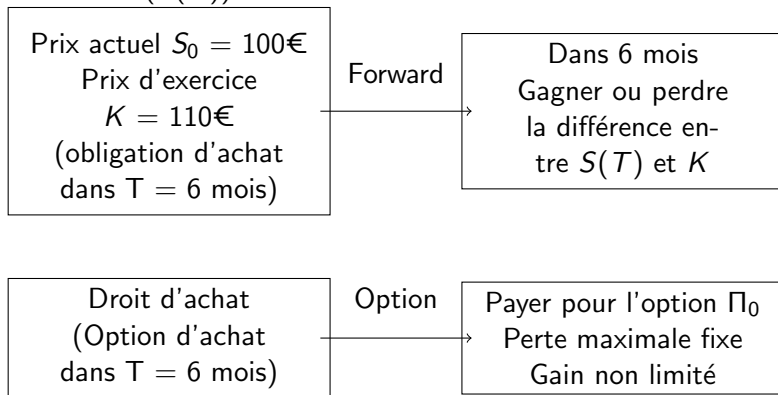 Prix actuel S₀ = 100€
Prix d'exercice
K = 110€
(obligation d'achat
dans T = 6 mois)
Forward
Dans 6 mois
Gagner ou perdre
la différence en-
tre S(T) et K
Droit d'achat
(Option d'achat
dans T = 6 mois)
Option
Payer pour l'option Π₀
Perte maximale fixe
Gain non limité